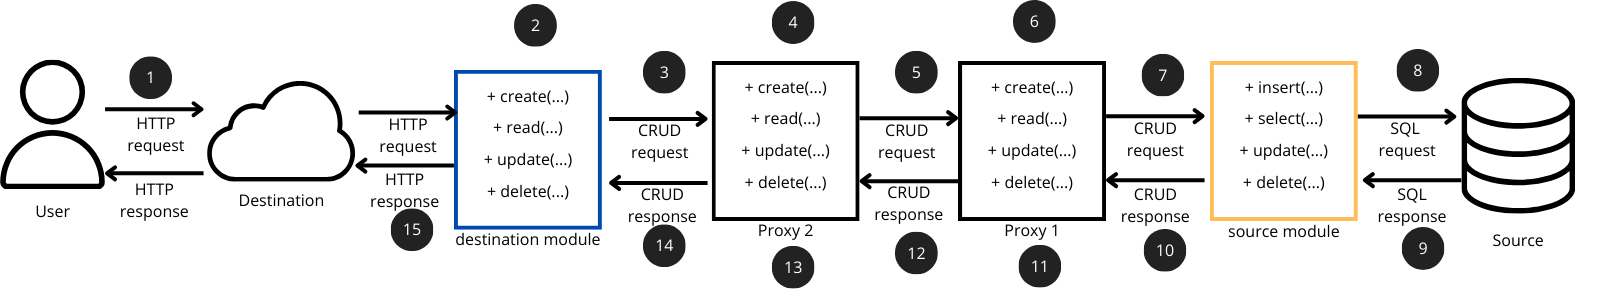 1
2
3
4
5
6
7
8
HTTP
request
HTTP
response
User
Destination
HTTP
request
HTTP
response
15
+ create(...)
+ read(...)
+ update(...)
+ delete(...)
destination module
CRUD
request
CRUD
response
14
+ create(...)
+ read(...)
+ update(...)
+ delete(...)
Proxy 2
13
CRUD
request
CRUD
response
12
+ create(...)
+ read(...)
+ update(...)
+ delete(...)
Proxy 1
11
CRUD
request
CRUD
response
10
+ insert(...)
+ select(...)
+ update(...)
+ delete(...)
source module
SQL
request
SQL
response
9
Source